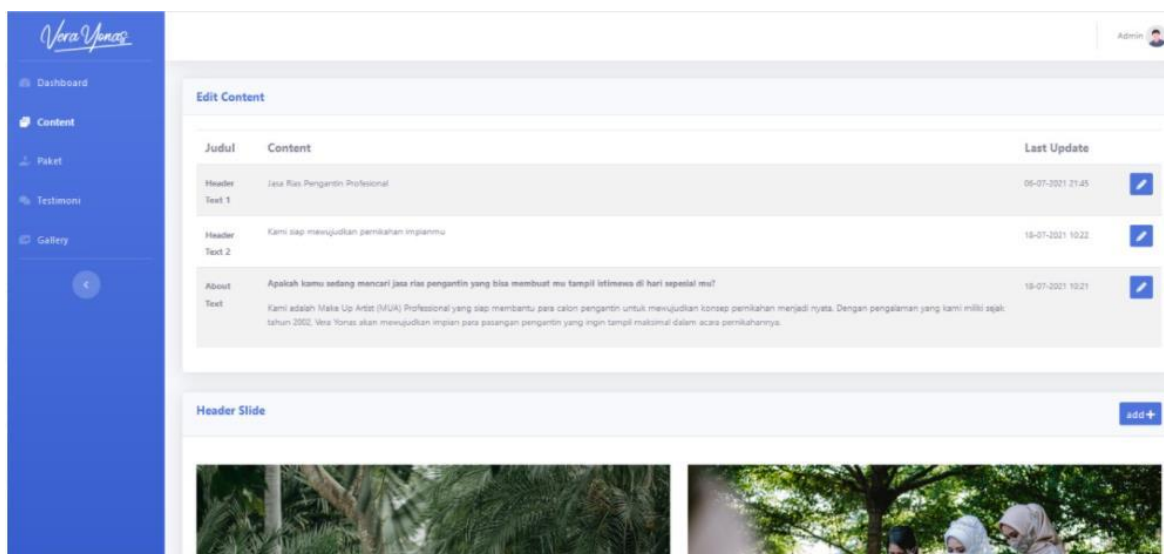 Vera Yonas
Admin
Dashboard
Content
Paket
Testimoni
Gallery
Edit Content
Judul Content Last Update
Header Text 1
Jasa Rias Pengantin Profesional
06-07-2021 21:45
Header Text 2
Kami siap mewujudkan pernikahan impianmu
18-07-2021 10:22
About Text
Apakah kamu sedang mencari jasa rias pengantin yang bisa membuat mu tampil istimewa di hari sepesial mu?
18-07-2021 10:21
Kami adalah Make Up Artist (MUA) Professional yang siap membantu para calon pengantin untuk mewujudkan konsep pernikahan menjadi nyata. Dengan pengalaman yang kami miliki sejak
tahun 2002, Vera Yonas akan mewujudkan impian para pasangan pengantin yang ingin tampil maksimal dalam acara pernikahannya.
Header Slide
add+